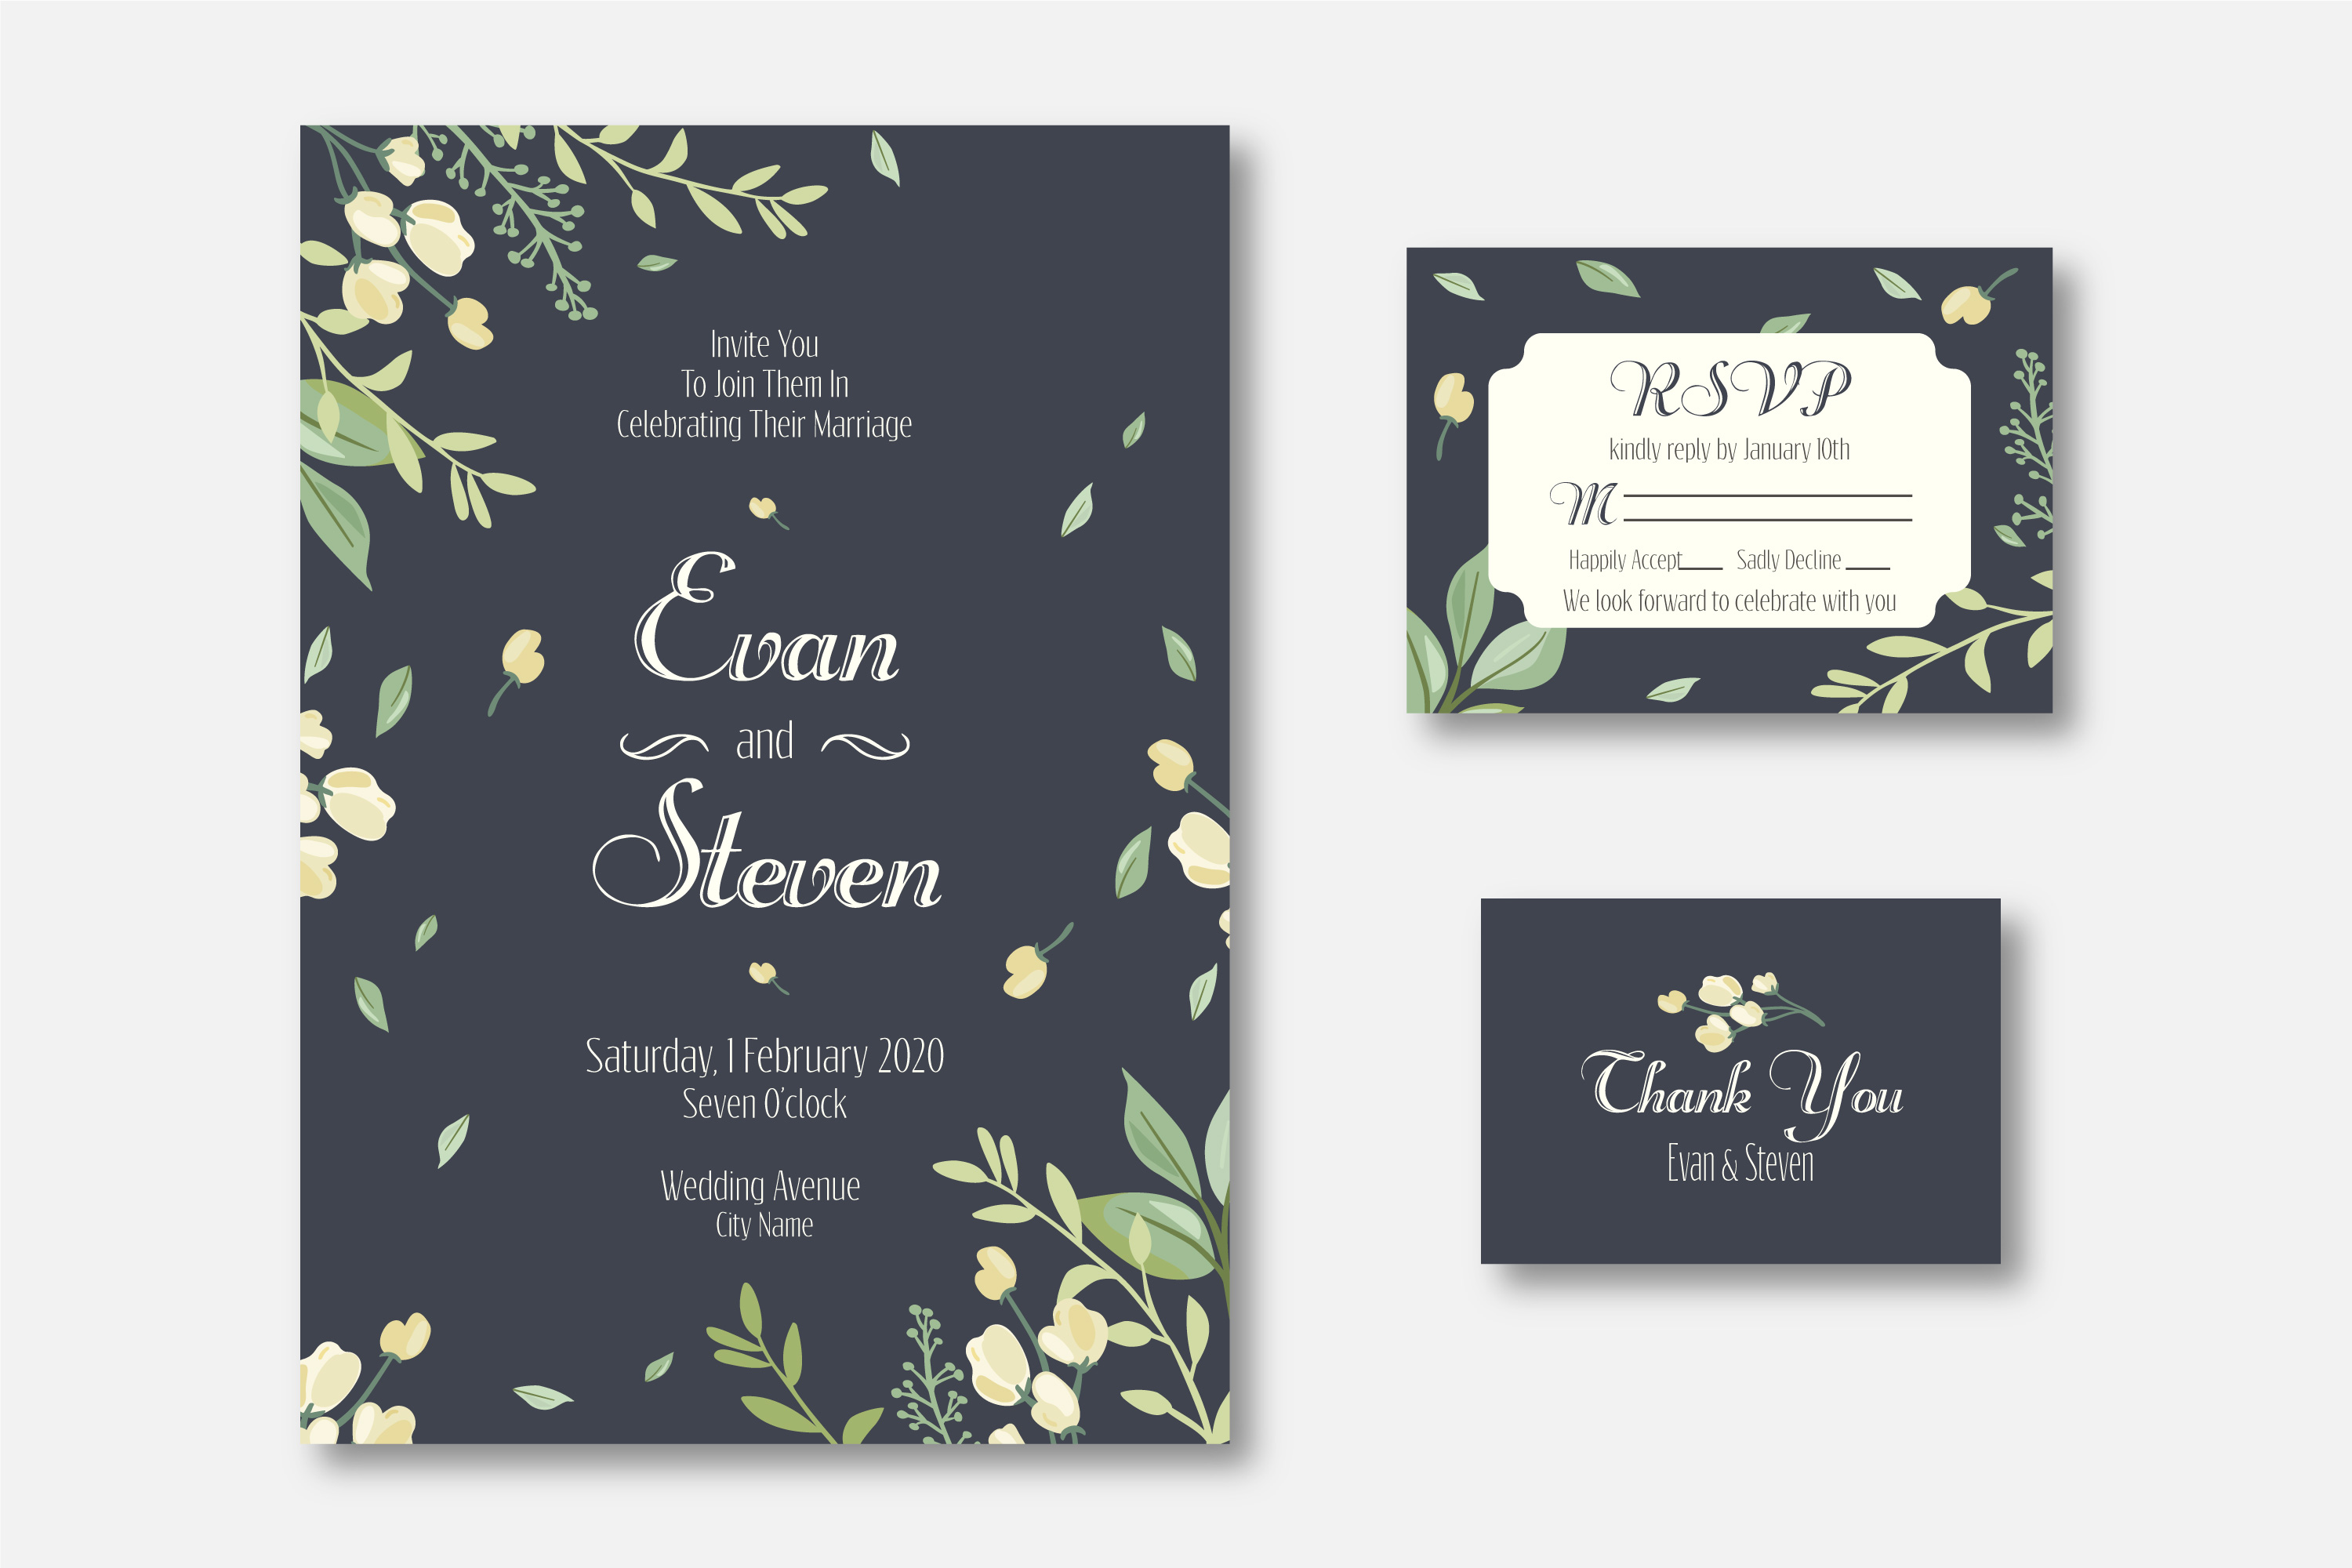 Invite You
To Join Them In
Celebrating Their Marriage
Evan
and
Steven
Saturday, 1 February 2020
Seven O'clock
Wedding Avenue
City Name
RSVP
kindly reply by January 10th
M
Happily Accept____ Sadly Decline ____
We look forward to celebrate with you
Thank You
Evan & Steven